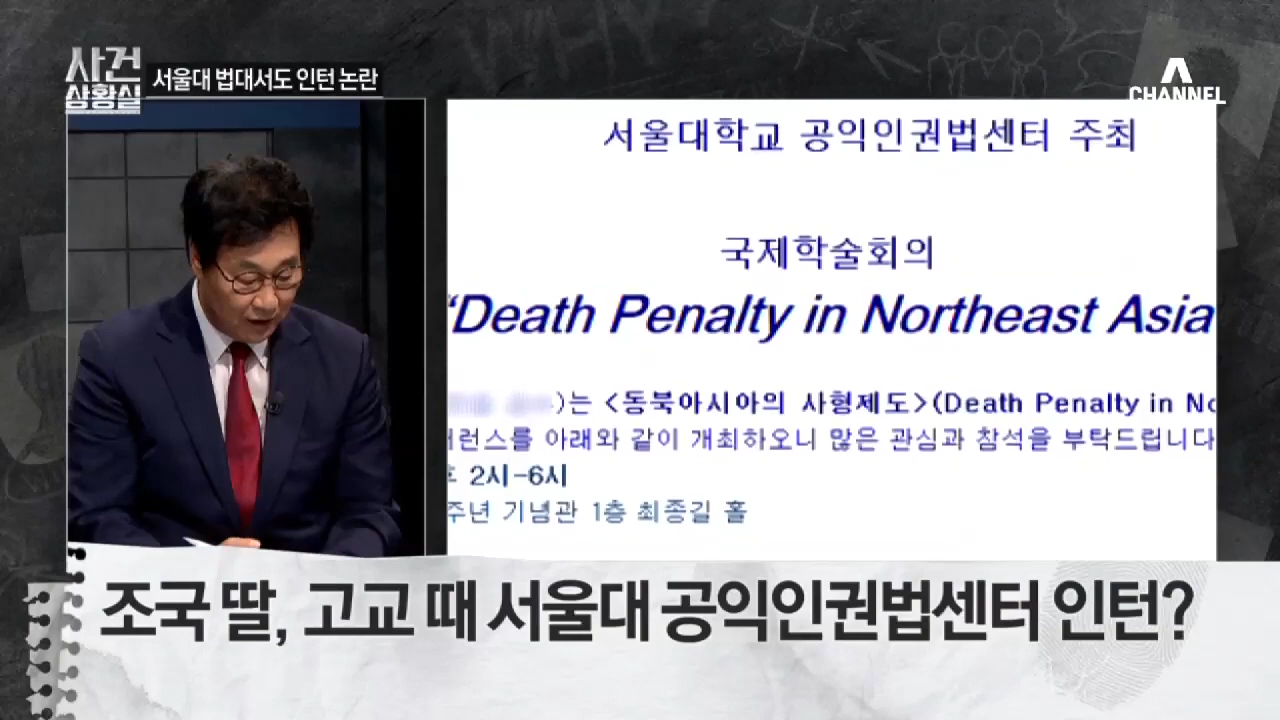 사건
상황실
서울대 법대서도 인턴 논란
CHANNEL
서울대학교 공익인권법센터 주최
국제학술회의
“Death Penalty in Northeast Asia
)는 <동북아시아의 사형제도>(Death Penalty in No
퍼런스를 아래와 같이 개최하오니 많은 관심과 참석을 부탁드립니다
후 2시-6시
주년 기념관 1층 최종길 홀
조국 딸, 고교 때 서울대 공익인권법센터 인턴?